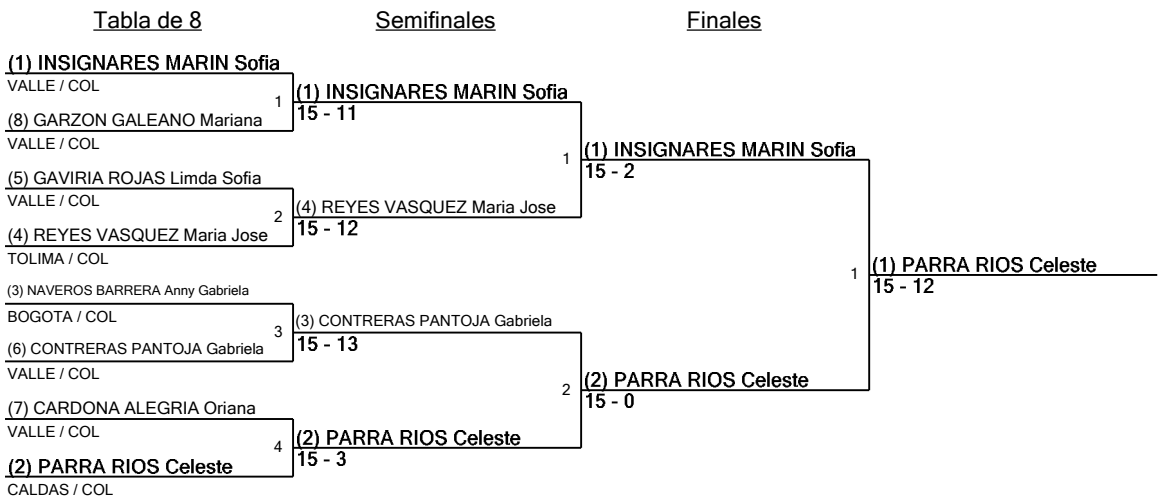 Tabla de 8
Semifinales
Finales
(1) INSIGNARES MARIN Sofia
VALLE / COL
1
(8) GARZON GALEANO Mariana
VALLE / COL
(5) GAVIRIA ROJAS Limda Sofia
VALLE / COL
2
(4) REYES VASQUEZ Maria Jose
TOLIMA / COL
(3) NAVEROS BARRERA Anny Gabriela
BOGOTA / COL
3
(6) CONTRERAS PANTOJA Gabriela
VALLE / COL
(7) CARDONA ALEGRIA Oriana
VALLE / COL
4
(2) PARRA RIOS Celeste
CALDAS / COL
(1) INSIGNARES MARIN Sofia
15 - 11
1
(4) REYES VASQUEZ Maria Jose
15 - 12
(3) CONTRERAS PANTOJA Gabriela
15 - 13
2
(2) PARRA RIOS Celeste
15 - 3
(1) INSIGNARES MARIN Sofia
15 - 2
1
(2) PARRA RIOS Celeste
15 - 0
(1) PARRA RIOS Celeste
15 - 12